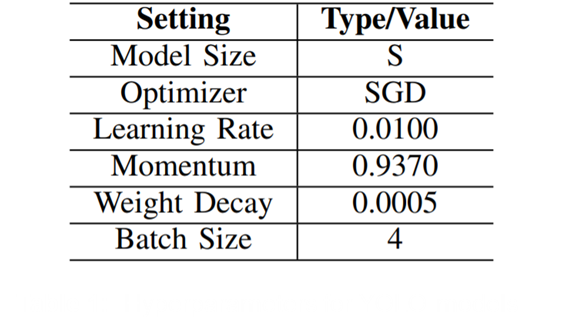 Setting Type/Value
Model Size S
Optimizer SGD
Learning Rate 0.0100
Momentum 0.9370
Weight Decay 0.0005
Batch Size 4